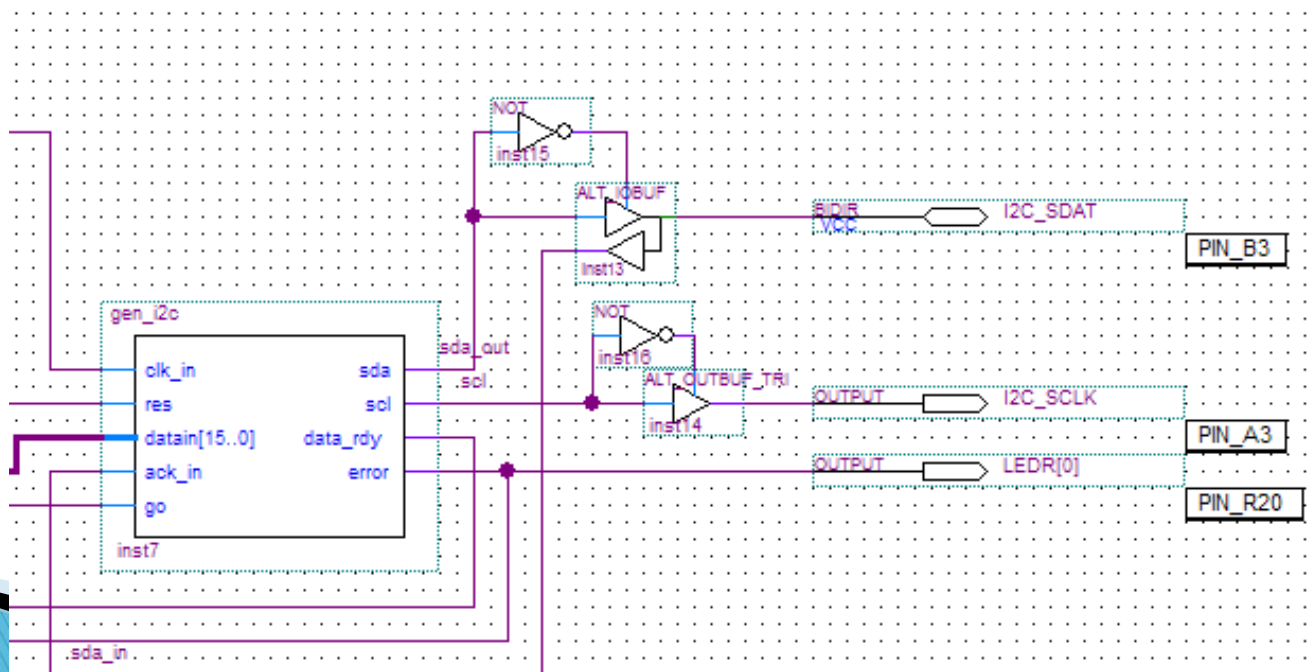 NOT
inst15
ALT_IOBUF
inst13
BIDIR
VCC
I2C_SDAT
PIN_B3
gen_i2c
NOT
inst16
sda_out
scl
ALT_OUTBUF_TRI
inst14
OUTPUT
I2C_SCLK
PIN_A3
OUTPUT
LEDR[0]
PIN_R20
clk_in sda
res scl
datain[15..0] data_rdy
ack_in error
go
inst7
sda_in